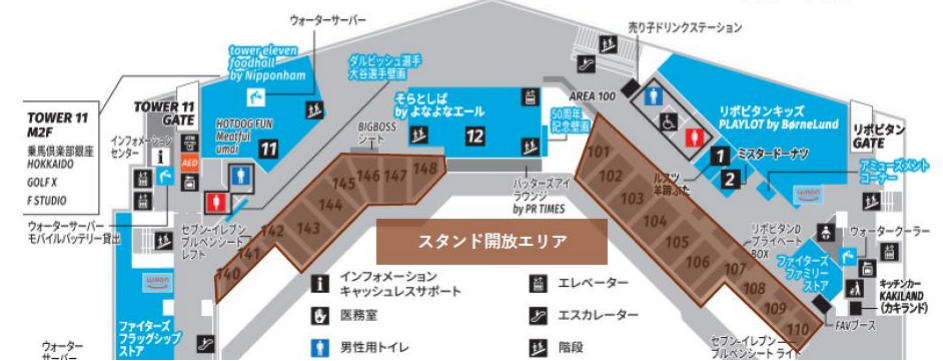 ウォーターサーバー
売り子ドリンクステーション
tower eleven
foodhall
by Nipponham
ダルビッシュ選手
大谷選手壁画
そらとしば
by よなよなエール
12
50周年
記念壁画
AREA 100
リポビタンキッズ
PLAYLOT by BørneLund
リポビタン
GATE
TOWER 11
M2F
乗馬倶楽部銀座
HOKKAIDO
GOLF X
F STUDIO
TOWER 11
GATE
インフォメーション
センター
ATM
AED
HOTDOG FUN
Meatful
umai
11
BIGBOSS
シート
1
ミスタードーナツ
2
アミューズメント
コーナー
バッターズアイ
ラウンジ
by PR TIMES
148
147
146
145
144
143
142
141
140
101
102
103
104
105
106
107
108
109
110
ウォーターサーバー
モバイルバッテリー貸出
セブン-イレブン
ブルペンシート
レフト
スタンド開放エリア
リポビタンD
プライベート
BOX
ウォータークーラー
ファイターズ
ファミリー
ストア
キッチンカー
KAKILAND
(カキランド)
FAVブース
セブン-イレブン
ブルペンシート ライト
ファイターズ
フラッグシップ
ストア
ウォーター
サーバー
インフォメーション
キャッシュレスサポート
医務室
男性用トイレ
エレベーター
エスカレーター
階段